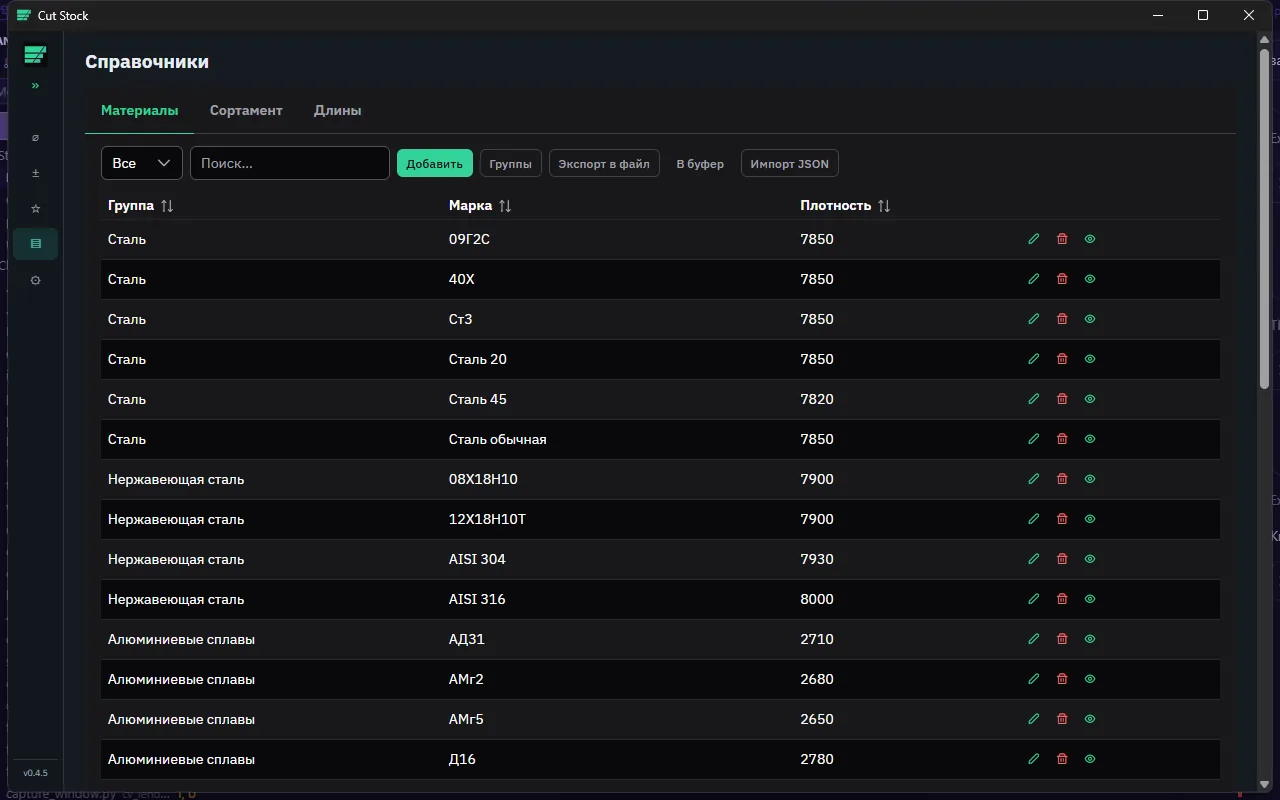 Cut Stock
Справочники
Материалы Сортамент Длины
Все Поиск... Добавить Группы Экспорт в файл В буфер Импорт JSON
Группа Марка Плотность
Сталь 09Г2С 7850
Сталь 40Х 7850
Сталь Ст3 7850
Сталь Сталь 20 7850
Сталь Сталь 45 7820
Сталь Сталь обычная 7850
Нержавеющая сталь 08Х18Н10 7900
Нержавеющая сталь 12Х18Н10Т 7900
Нержавеющая сталь AISI 304 7930
Нержавеющая сталь AISI 316 8000
Алюминиевые сплавы АД31 2710
Алюминиевые сплавы АМг2 2680
Алюминиевые сплавы АМг5 2650
Алюминиевые сплавы Д16 2780
v0.4.5
capture_window.py